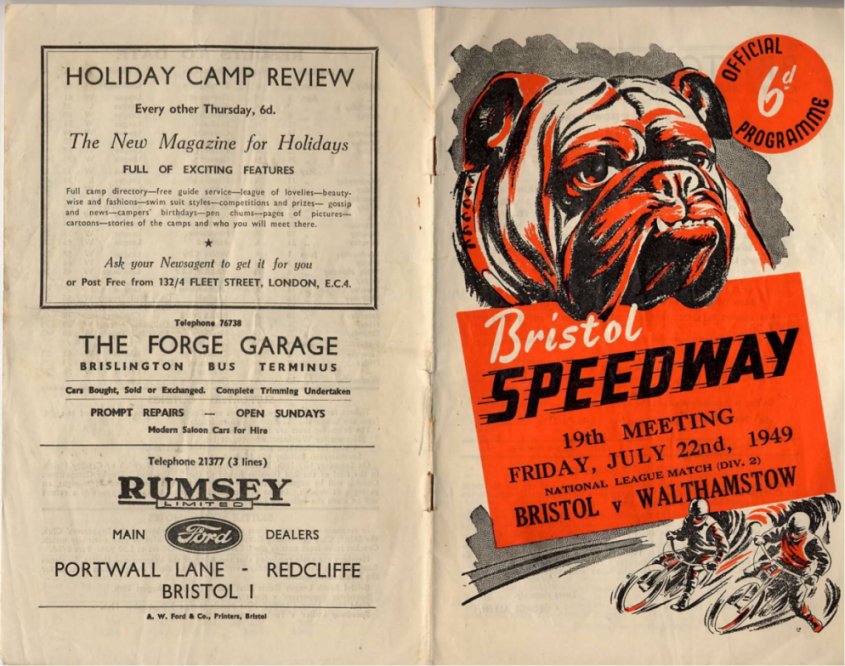 HOLIDAY CAMP REVIEW
Every other Thursday, 6d.
The New Magazine for Holidays
FULL OF EXCITING FEATURES
Full camp directory—free guide service—league of lovelies—beauty-
wise and fashions—swim suit styles—competitions and prizes— gossip
and news—campers' birthdays—pen chums—pages of pictures—
cartoons—stories of the camps and who you will meet there.
Ask your Newsagent to get it for you
or Post Free from 132/4 FLEET STREET, LONDON, E.C.4.
Telephone 76738
THE FORGE GARAGE
BRISLINGTON BUS TERMINUS
Cars Bought, Sold or Exchanged. Complete Trimming Undertaken
PROMPT REPAIRS — OPEN SUNDAYS
Modern Saloon Cars for Hire
Telephone 21377 (3 lines)
RUMSEY
LIMITED
MAIN Ford DEALERS
PORTWALL LANE - REDCLIFFE
BRISTOL 1
A. W. Ford & Co., Printers, Bristol
OFFICIAL
6d
PROGRAMME
Bristol
SPEEDWAY
19th MEETING
FRIDAY, JULY 22nd, 1949
NATIONAL LEAGUE MATCH (DIV. 2)
BRISTOL v WALTHAMSTOW